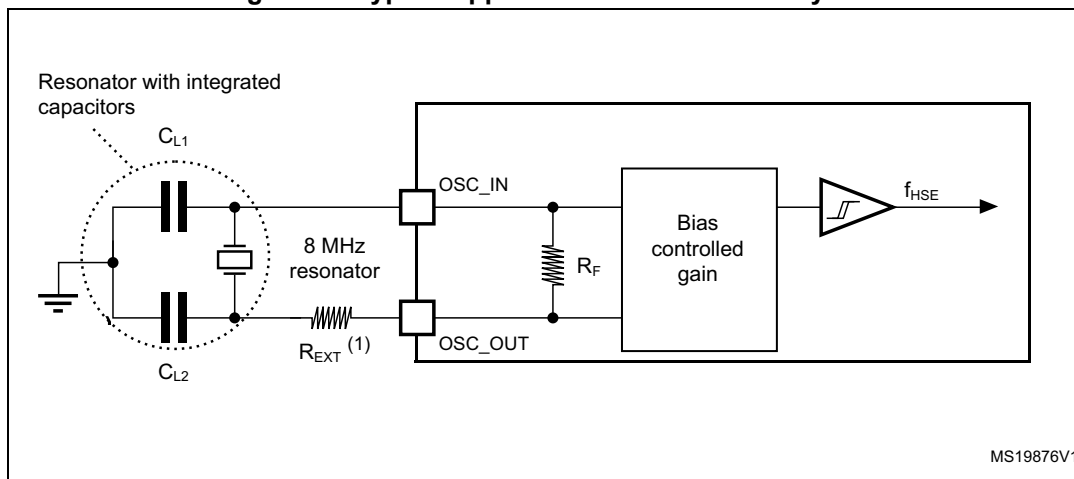 Resonator with integrated
capacitors
CL1
OSC_IN
fHSE
8 MHz
resonator
RF
Bias
controlled
gain
REXT (1)
OSC_OUT
CL2
MS19876V1